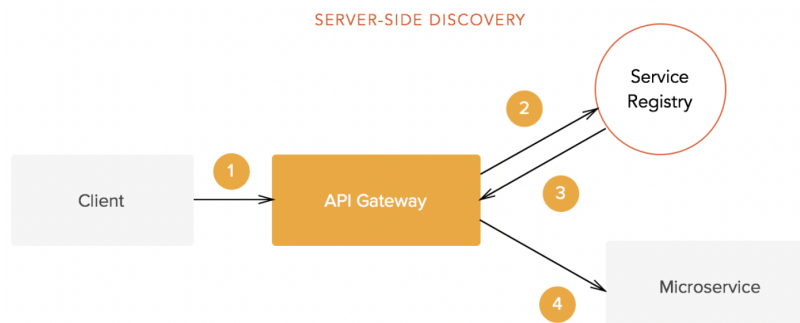 SERVER-SIDE DISCOVERY
Service
Registry
2
1
3
Client
API Gateway
Microservice
4